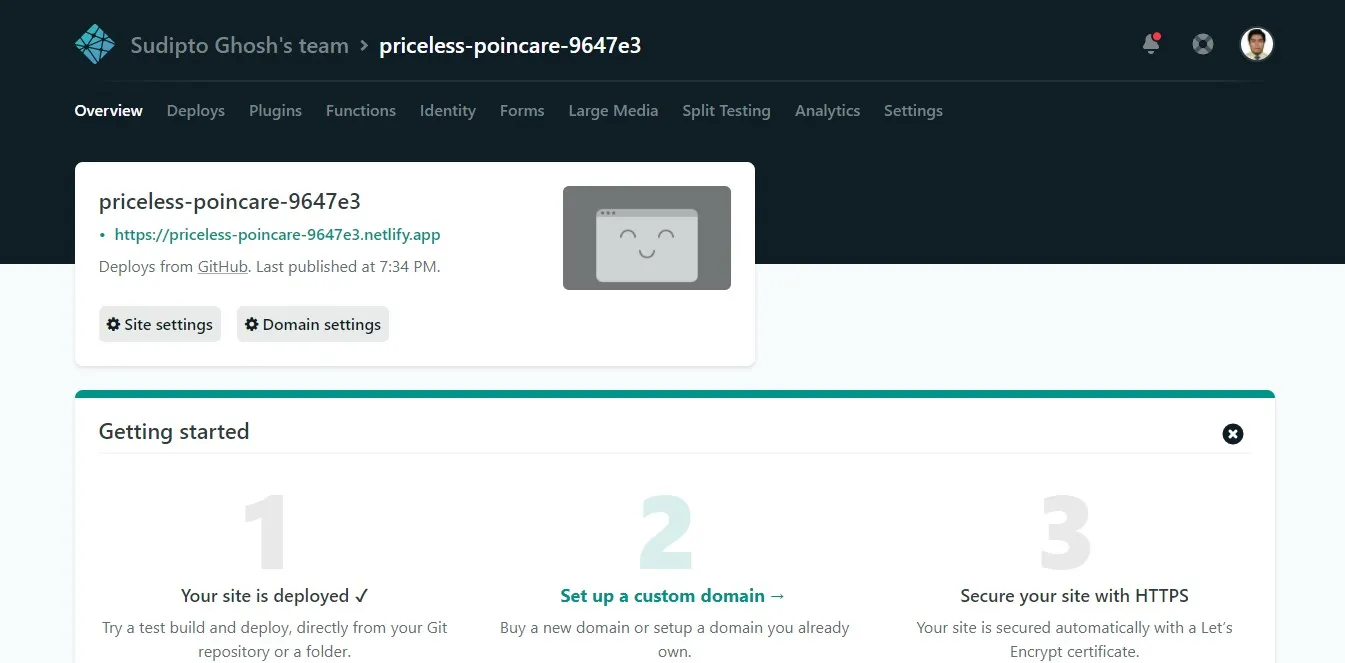 Sudipto Ghosh's team > priceless-poincare-9647e3
Overview Deploys Plugins Functions Identity Forms Large Media Split Testing Analytics Settings
priceless-poincare-9647e3
• https://priceless-poincare-9647e3.netlify.app
Deploys from GitHub. Last published at 7:34 PM.
Site settings Domain settings
Getting started
1 2 3
Your site is deployed ✓
Try a test build and deploy, directly from your Git
repository or a folder.
Set up a custom domain →
Buy a new domain or setup a domain you already
own.
Secure your site with HTTPS
Your site is secured automatically with a Let’s
Encrypt certificate.